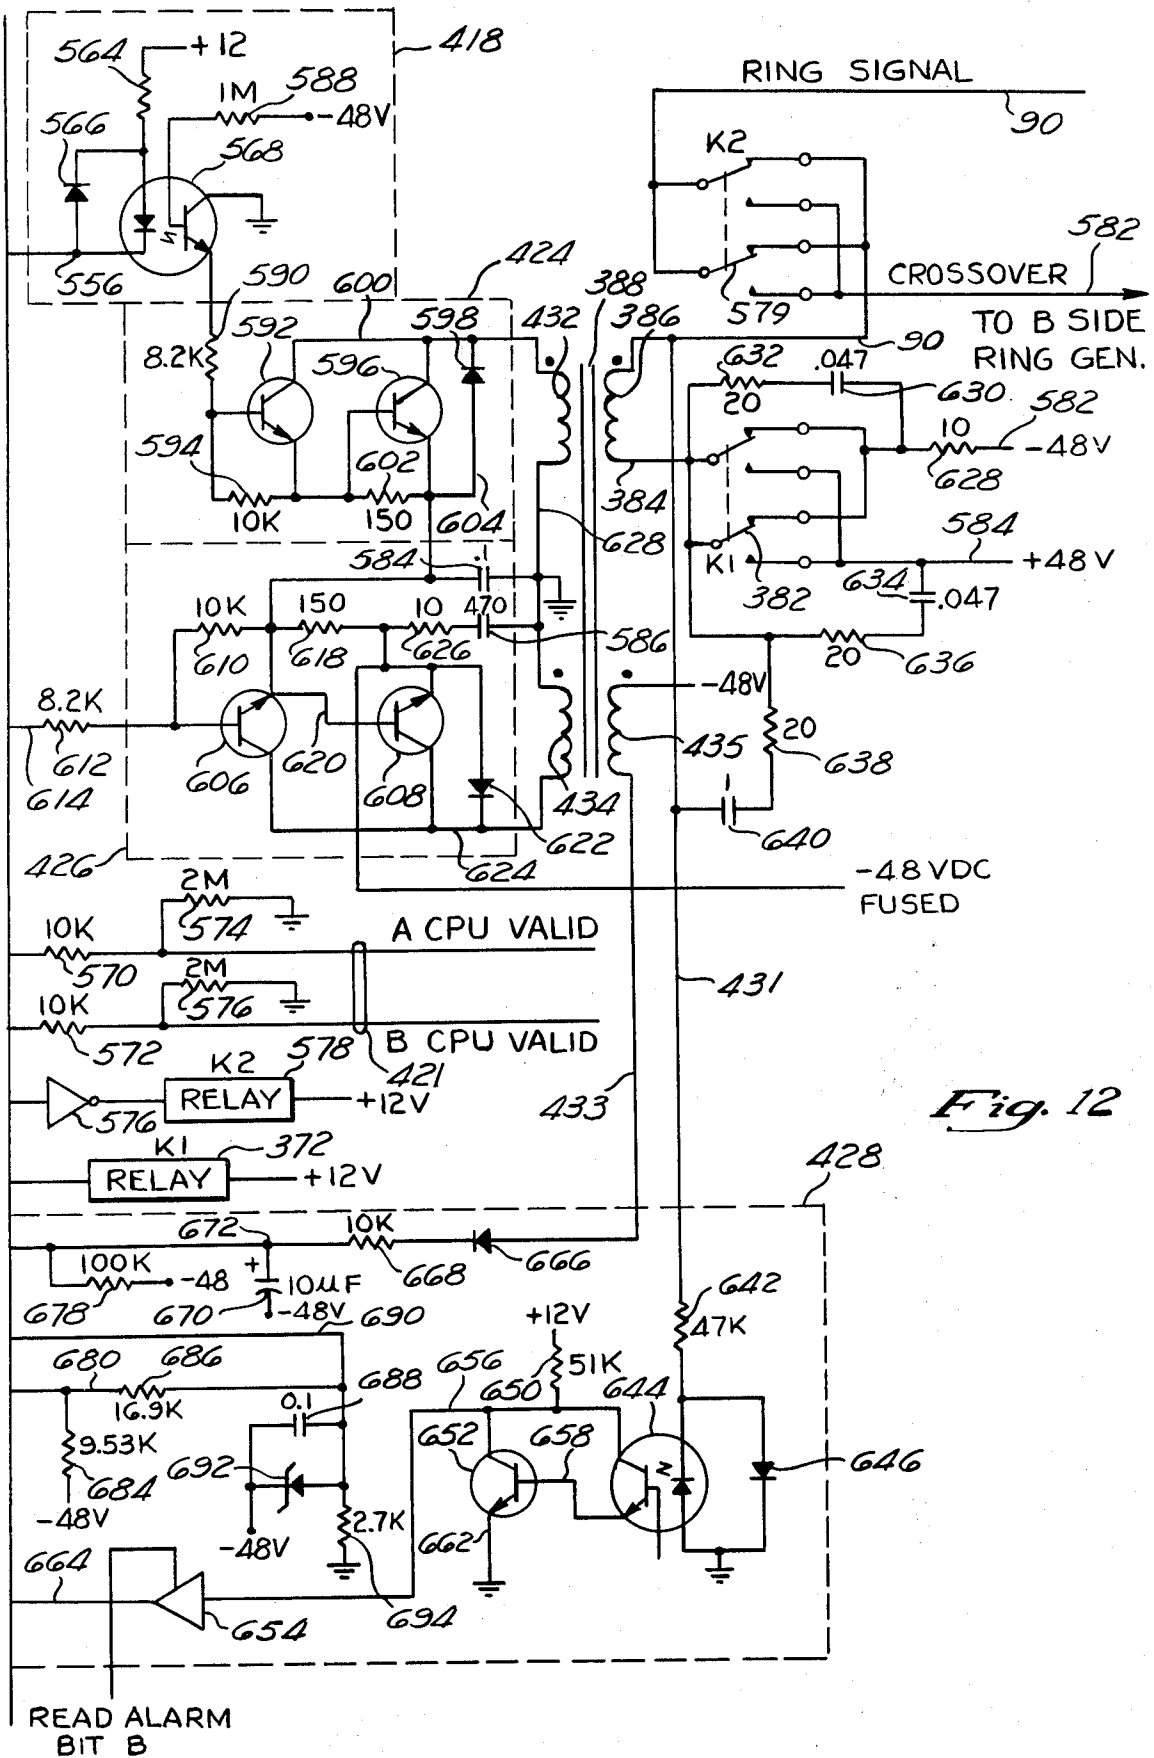 564
+12
418
1M
588
-48V
566
568
556
RING SIGNAL
90
K2
582
CROSSOVER
579
TO B SIDE
RING GEN.
90
590
600
424
388
592
598
432
386
8.2K
596
632
.047
20
630
582
594
602
10
-48V
628
10K
150
604
384
628
584
584
.1
K1
+48V
382
634
.047
10K
150
10
470
610
618
626
586
20
636
8.2K
-48V
612
620
435
20
638
614
606
608
434
1
640
622
426
624
-48VDC
FUSED
2M
10K
574
A CPU VALID
570
2M
431
10K
576
572
B CPU VALID
K2
578
421
RELAY
+12V
576
433
Fig. 12
K1
372
RELAY
+12V
428
672
10K
100K
-48
+
10µF
668
666
678
670
-48V
690
+12V
642
47K
680
686
656
650
51K
644
16.9K
0.1
688
9.53K
692
652
658
646
684
-48V
2.7K
-48V
662
664
694
654
READ ALARM
BIT B